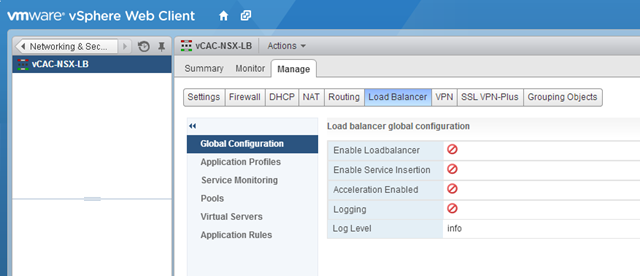 vmware® vSphere Web Client
Networking & Sec...
vCAC-NSX-LB
vCAC-NSX-LB Actions
Summary Monitor Manage
Settings Firewall DHCP NAT Routing Load Balancer VPN SSL VPN-Plus Grouping Objects
Global Configuration
Application Profiles
Service Monitoring
Pools
Virtual Servers
Application Rules
Load balancer global configuration
Enable Loadbalancer
Enable Service Insertion
Acceleration Enabled
Logging
Log Level info